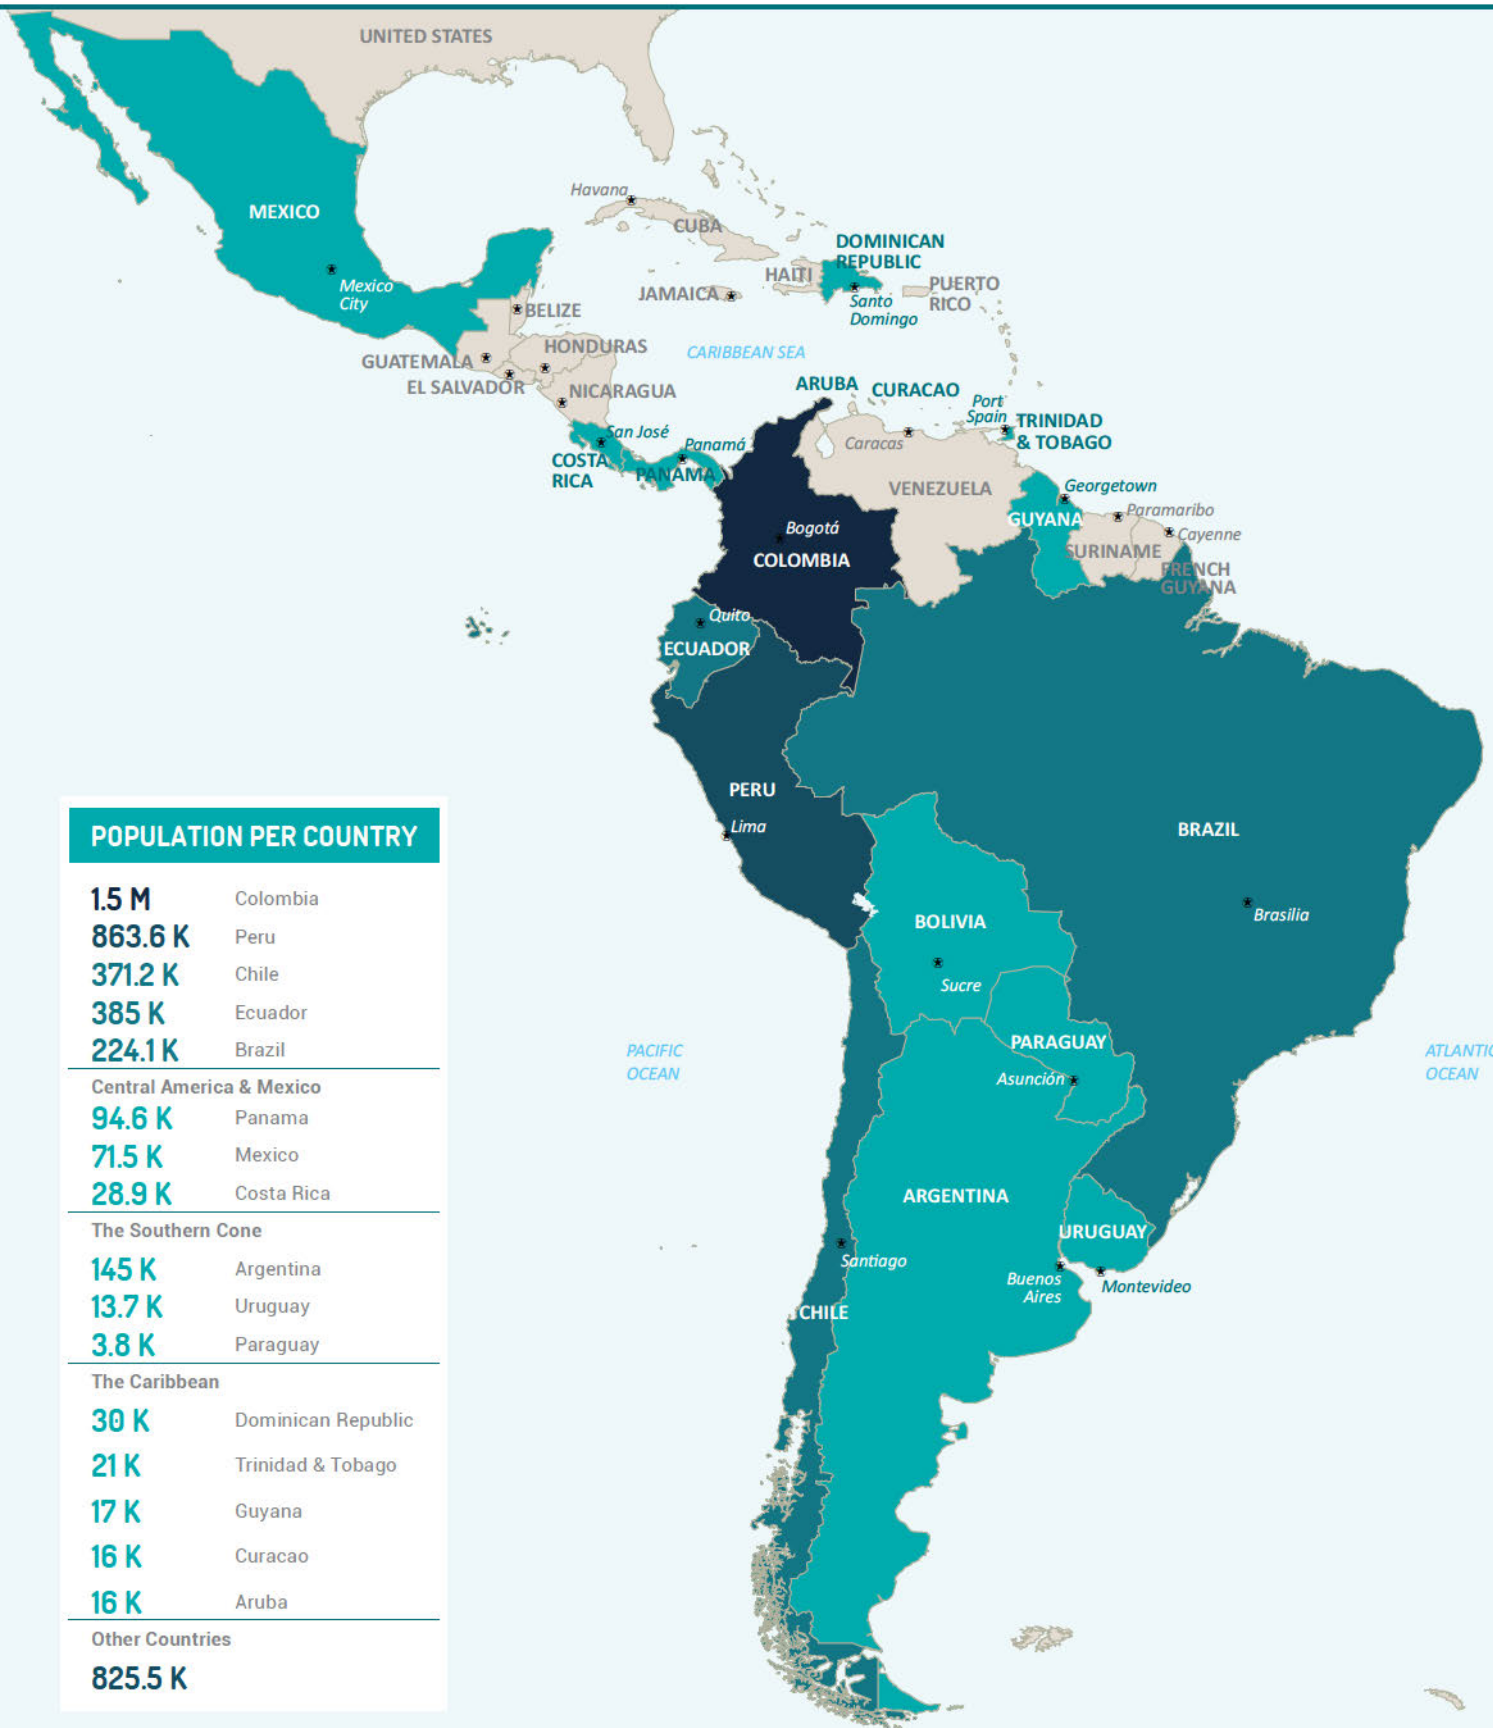 UNITED STATES
MEXICO
Mexico
City
Havana
CUBA
DOMINICAN
REPUBLIC
HAITI
JAMAICA
PUERTO
RICO
Santo
Domingo
BELIZE
HONDURAS
GUATEMALA
EL SALVADOR
NICARAGUA
CARIBBEAN SEA
ARUBA
CURACAO
Port
Spain
TRINIDAD
& TOBAGO
San José
Panamá
COSTA
RICA
PANAMA
Caracas
VENEZUELA
Georgetown
GUYANA
Paramaribo
Cayenne
SURINAME
FRENCH
GUYANA
Bogotá
COLOMBIA
Quito
ECUADOR
PERU
Lima
BRAZIL
Brasilia
BOLIVIA
Sucre
PARAGUAY
Asunción
PACIFIC
OCEAN
ATLANTIC
OCEAN
ARGENTINA
URUGUAY
Santiago
Buenos
Aires
Montevideo
CHILE
POPULATION PER COUNTRY
1.5 M Colombia
863.6 K Peru
371.2 K Chile
385 K Ecuador
224.1 K Brazil
Central America & Mexico
94.6 K Panama
71.5 K Mexico
28.9 K Costa Rica
The Southern Cone
145 K Argentina
13.7 K Uruguay
3.8 K Paraguay
The Caribbean
30 K Dominican Republic
21 K Trinidad & Tobago
17 K Guyana
16 K Curacao
16 K Aruba
Other Countries
825.5 K